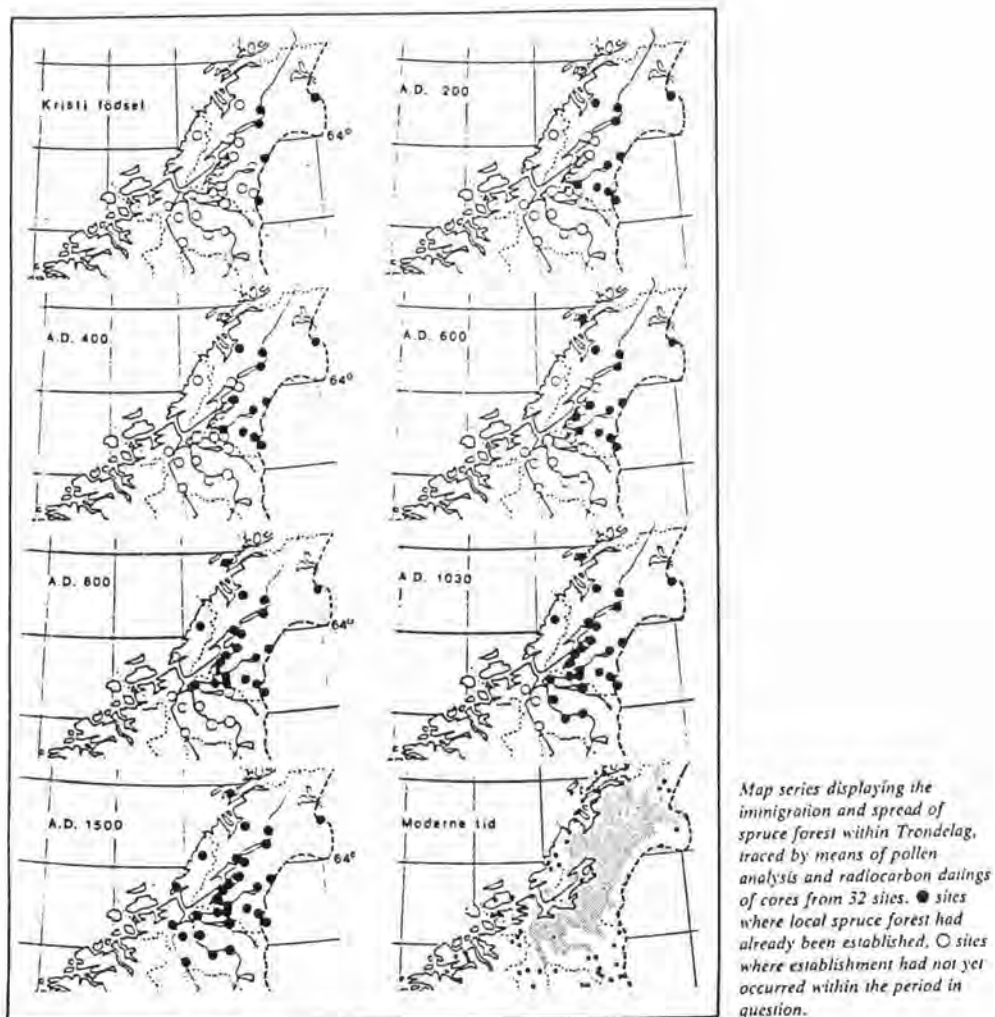 Kristi födsel
A.D. 200
64°
A.D. 400
A.D. 600
64°
A.D. 800
A.D. 1030
64°
A.D. 1500
Moderne tid
64°
Map series displaying the
immigration and spread of
spruce forest within Trondelag,
traced by means of pollen
analysis and radiocarbon datings
of cores from 32 sites. ● sites
where local spruce forest had
already been established, ○ sites
where establishment had not yet
occurred within the period in
question.